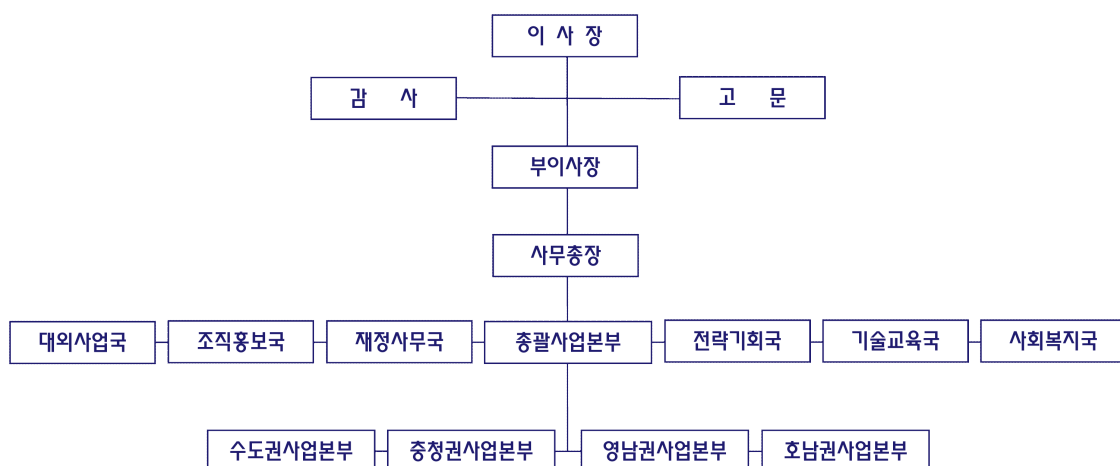 이 사 장
감 사
고 문
부이사장
사무총장
대외사업국
조직홍보국
재정사무국
총괄사업본부
전략기회국
기술교육국
사회복지국
수도권사업본부
충청권사업본부
영남권사업본부
호남권사업본부